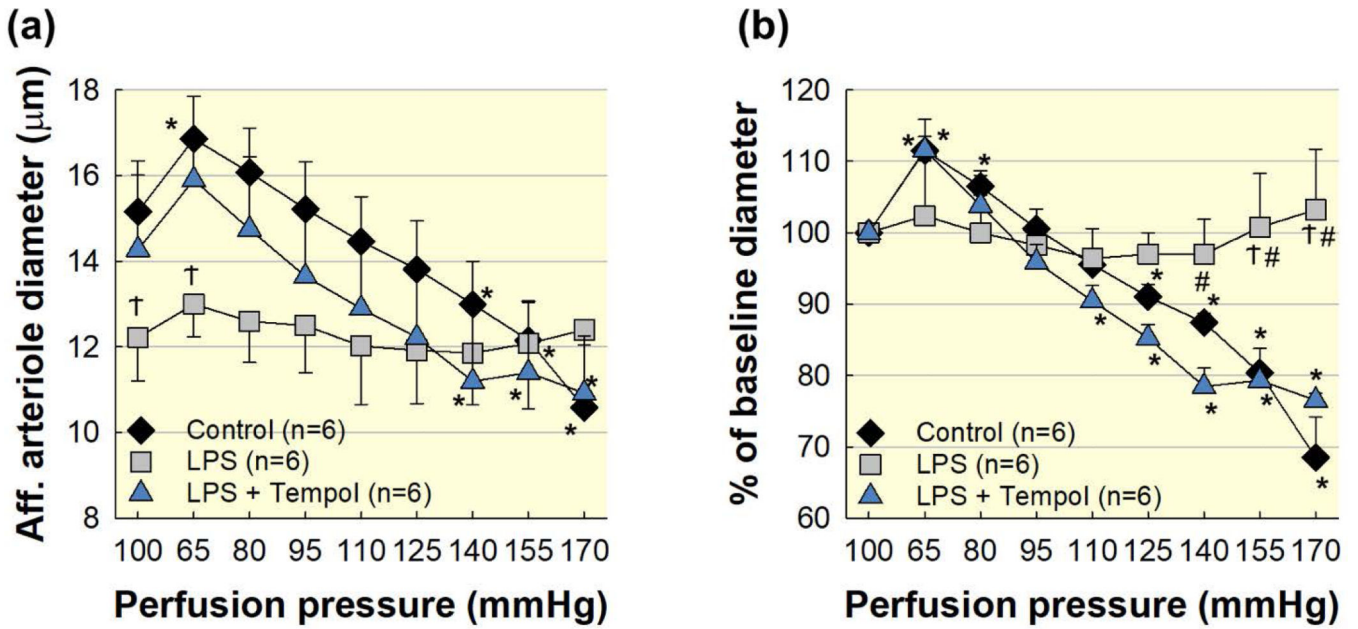 (a)
Aff. arteriole diameter (μm)
18
16
14
12
10
8
* † † * * * * * *
Control (n=6)
LPS (n=6)
LPS + Tempol (n=6)
100 65 80 95 110 125 140 155 170
Perfusion pressure (mmHg)
(b)
% of baseline diameter
120
110
100
90
80
70
60
* * *
†# †#
#
* * * * * * * * *
Control (n=6)
LPS (n=6)
LPS + Tempol (n=6)
100 65 80 95 110 125 140 155 170
Perfusion pressure (mmHg)